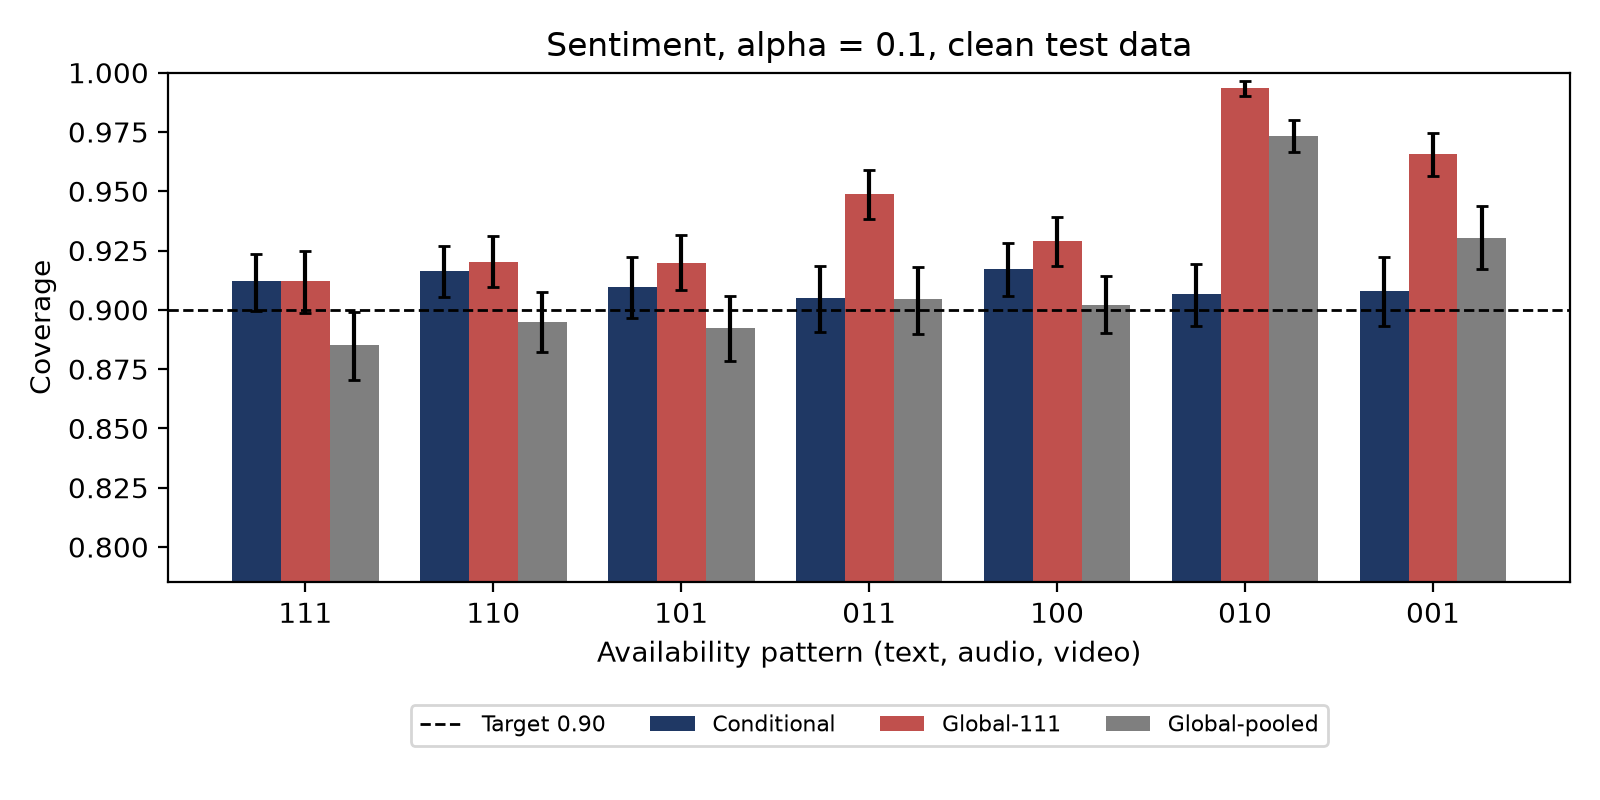 Sentiment, alpha = 0.1, clean test data
Coverage
1.000
0.975
0.950
0.925
0.900
0.875
0.850
0.825
0.800
111 110 101 011 100 010 001
Availability pattern (text, audio, video)
Target 0.90 Conditional Global-111 Global-pooled